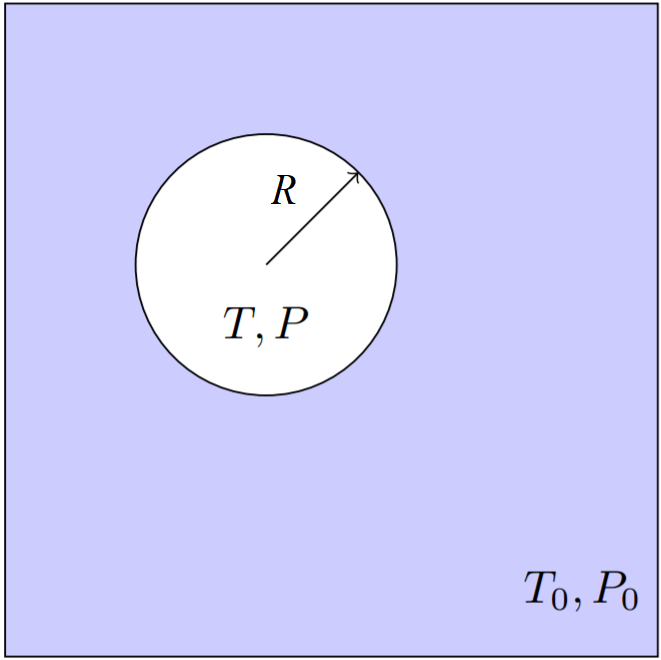 R
T, P
T₀, P₀